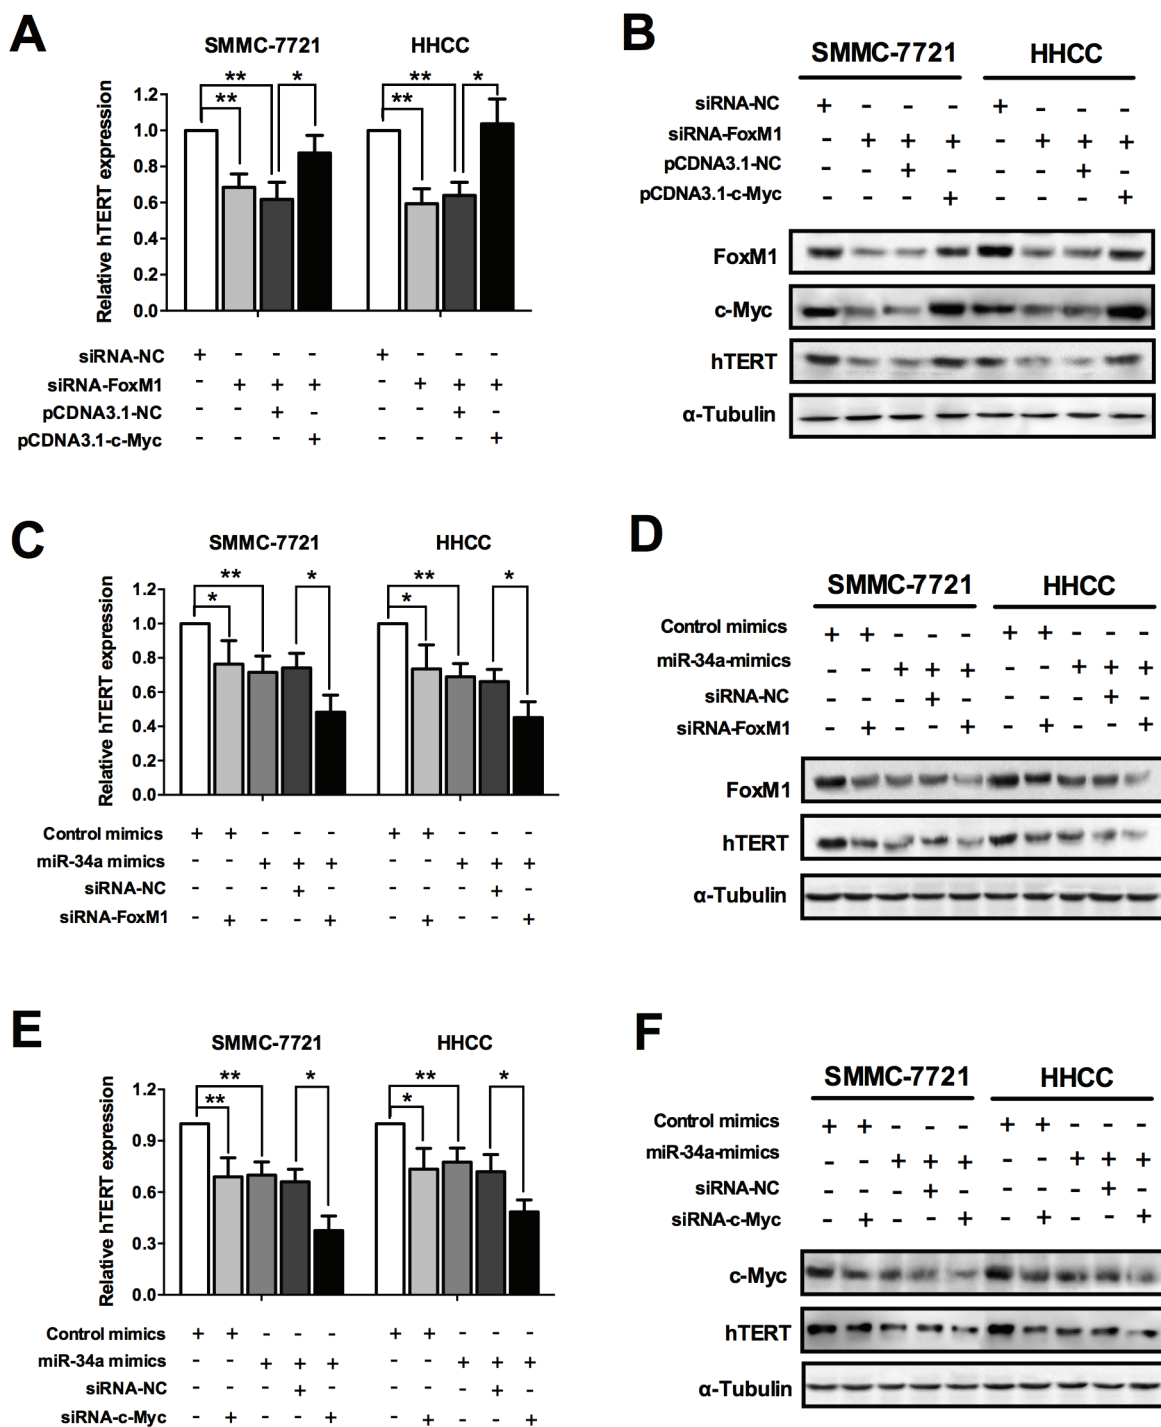 A
SMMC-7721 HHCC
** * ** *
** **
Relative hTERT expression
1.2
1.0
0.8
0.6
0.4
0.2
0.0
siRNA-NC + - - - + - - -
siRNA-FoxM1 - + + + - + + +
pCDNA3.1-NC - - + - - - + -
pCDNA3.1-c-Myc - - - + - - - +
B
SMMC-7721 HHCC
siRNA-NC + - - - + - - -
siRNA-FoxM1 - + + + - + + +
pCDNA3.1-NC - - + - - - + -
pCDNA3.1-c-Myc - - - + - - - +
FoxM1
c-Myc
hTERT
α-Tubulin
C
SMMC-7721 HHCC
** * ** *
* *
Relative hTERT expression
1.2
1.0
0.8
0.6
0.4
0.2
0.0
Control mimics + + - - - + + - - -
miR-34a mimics - - + + + - - + + +
siRNA-NC - - - + - - - - + -
siRNA-FoxM1 - + - - + - + - - +
D
SMMC-7721 HHCC
Control mimics + + - - - + + - - -
miR-34a-mimics - - + + + - - + + +
siRNA-NC - - - + - - - - + -
siRNA-FoxM1 - + - - + - + - - +
FoxM1
hTERT
α-Tubulin
E
SMMC-7721 HHCC
** * ** *
** *
Relative hTERT expression
1.2
0.9
0.6
0.3
0.0
Control mimics + + - - - + + - - -
miR-34a mimics - - + + + - - + + +
siRNA-NC - - - + - - - - + -
siRNA-c-Myc - + - - + - + - - +
F
SMMC-7721 HHCC
Control mimics + + - - - + + - - -
miR-34a-mimics - - + + + - - + + +
siRNA-NC - - - + - - - - + -
siRNA-c-Myc - + - - + - + - - +
c-Myc
hTERT
α-Tubulin